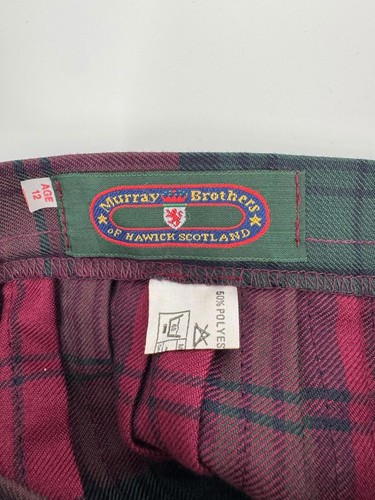 AGE
12
Murray Brothers
OF HAWICK SCOTLAND
50% POLYES